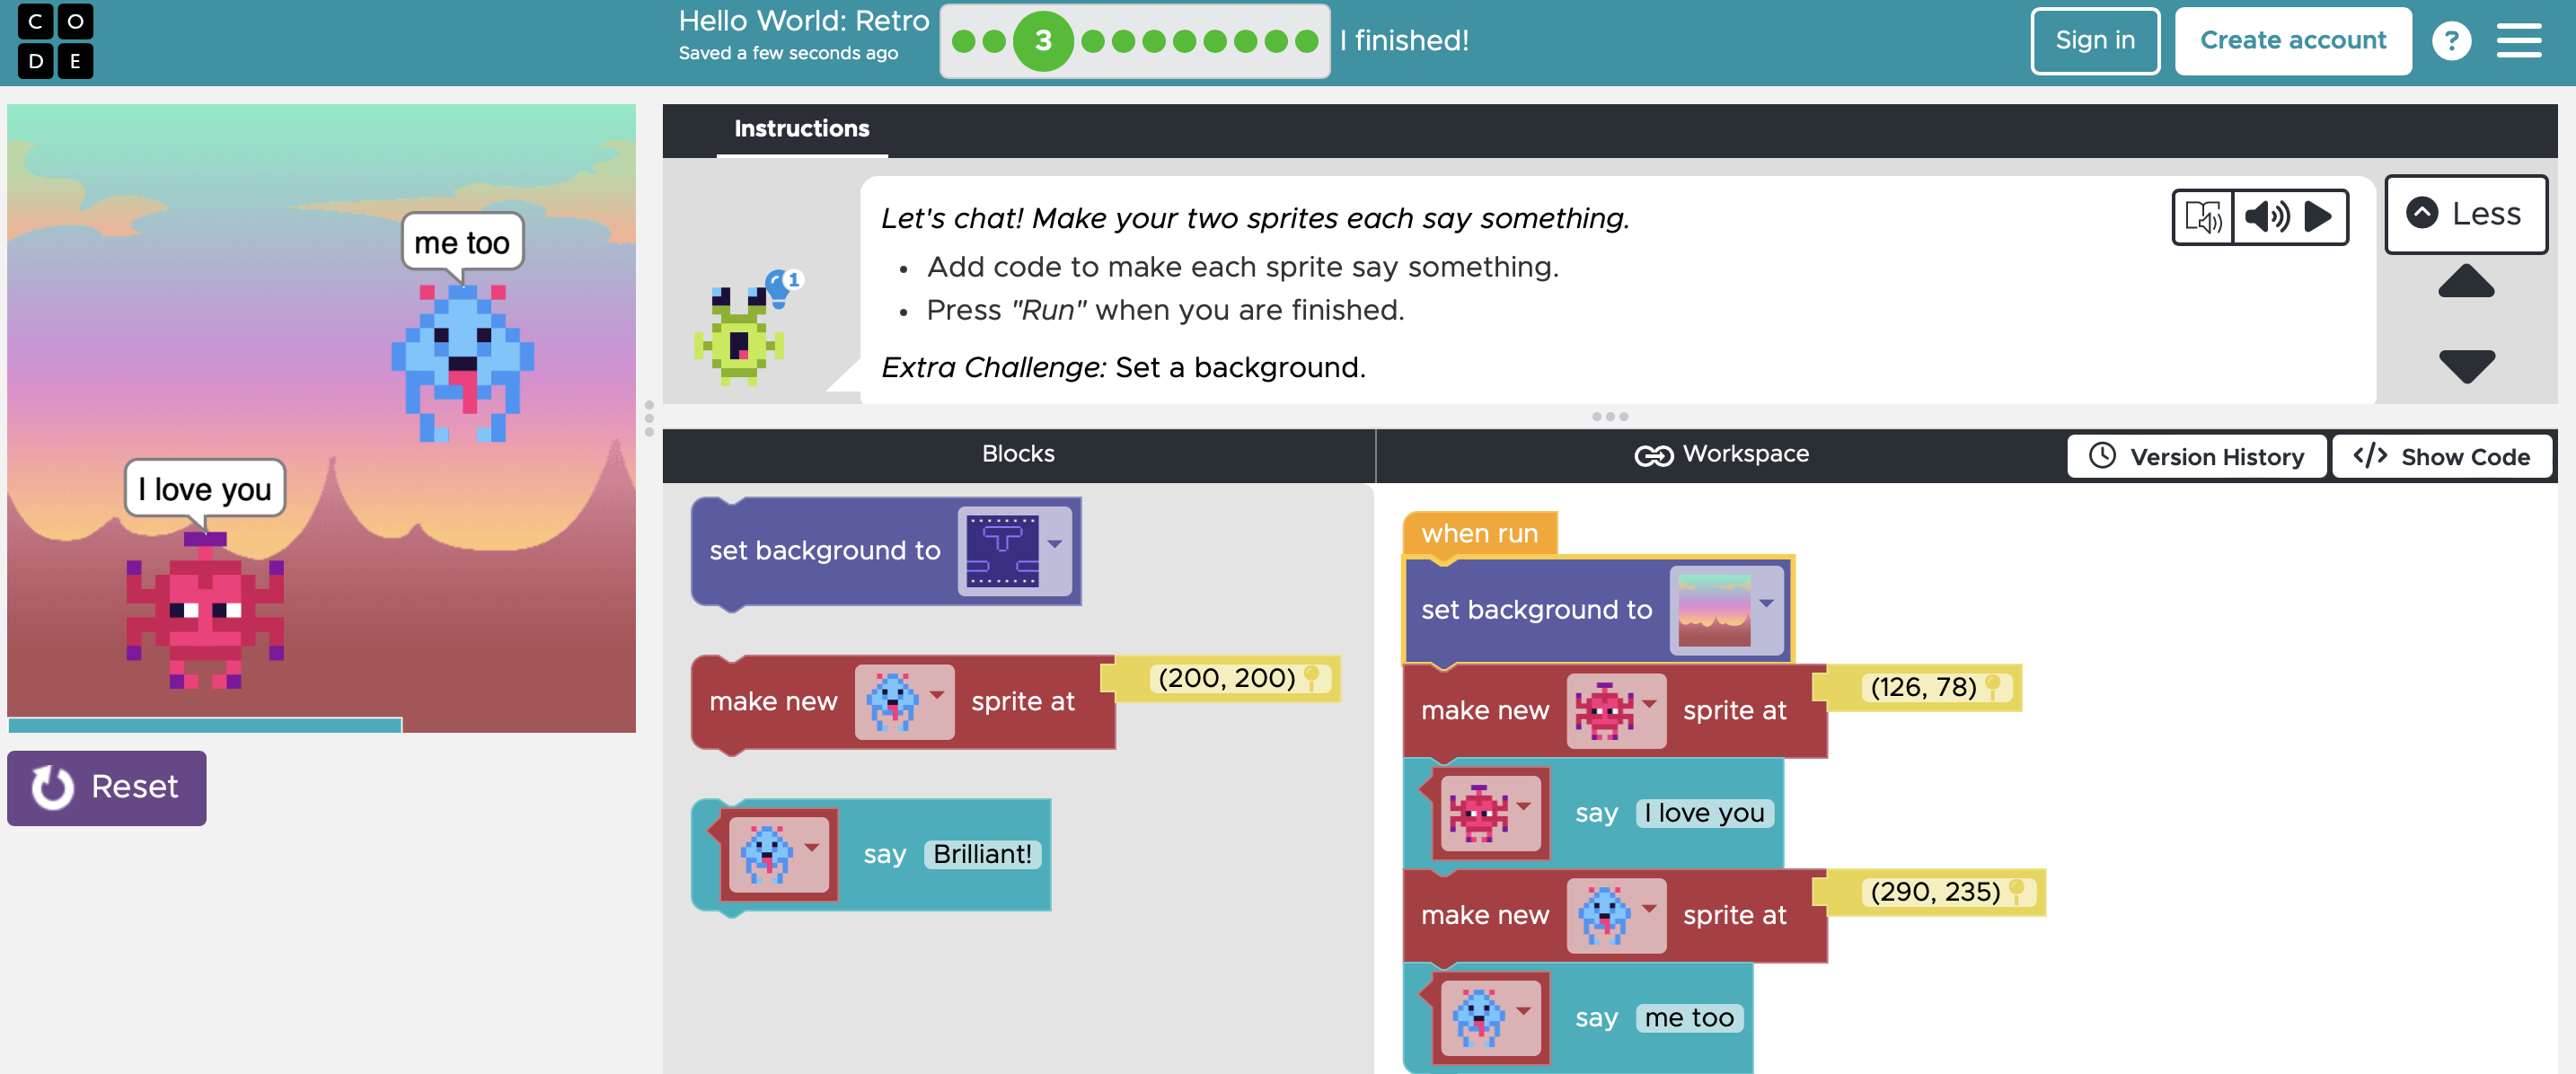 C O
D E
Hello World: Retro
Saved a few seconds ago
3
I finished!
Sign in
Create account
?
me too
I love you
Reset
Instructions
Let's chat! Make your two sprites each say something.
• Add code to make each sprite say something.
• Press "Run" when you are finished.
Extra Challenge: Set a background.
1
Less
Blocks
set background to
make new sprite at (200, 200)
say Brilliant!
Workspace
Version History
</> Show Code
when run
set background to
make new sprite at (126, 78)
say I love you
make new sprite at (290, 235)
say me too